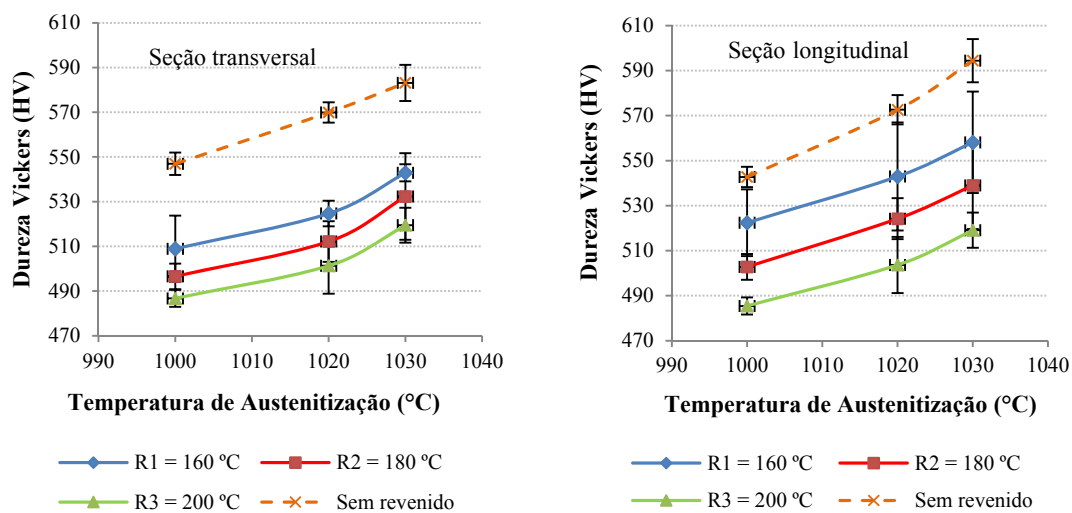 Seção transversal
Dureza Vickers (HV)
610
590
570
550
530
510
490
470
990 1000 1010 1020 1030 1040
Temperatura de Austenitização (°C)
R1 = 160 ºC R2 = 180 ºC
R3 = 200 ºC Sem revenido
Seção longitudinal
Dureza Vickers (HV)
610
590
570
550
530
510
490
470
990 1000 1010 1020 1030 1040
Temperatura de Austenitização (°C)
R1 = 160 ºC R2 = 180 ºC
R3 = 200 ºC Sem revenido